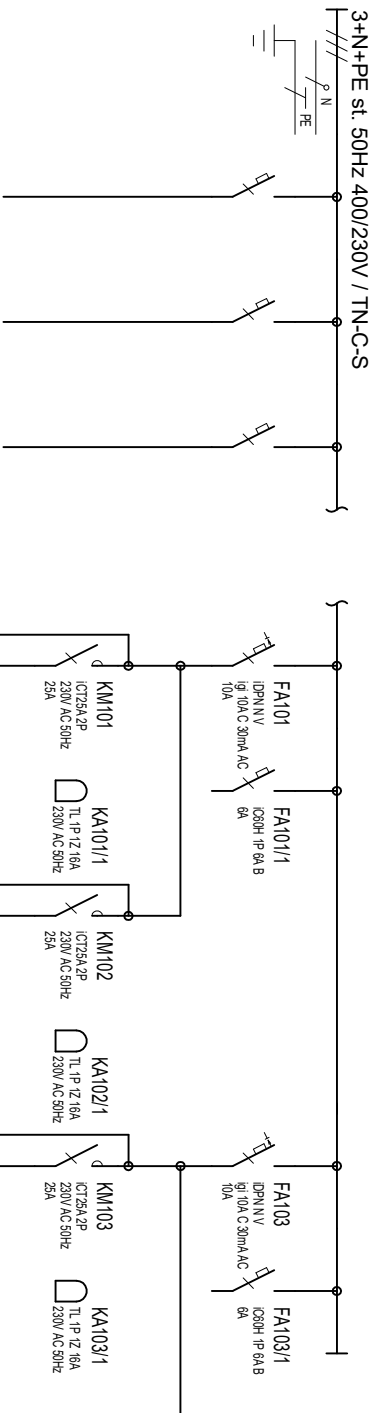 3+N+PE st. 50Hz 400/230V / TN-C-S
N
PE
FA101
iDPN N V
igi 10A C 30mA AC
10A
FA101/1
iC60H 1P 6A B
6A
FA103
iDPN N V
igi 10A C 30mA AC
10A
FA103/1
iC60H 1P 6A B
6A
KM101
iCT25A 2P
230V AC 50Hz
25A
KA101/1
TL 1P 1Z 16A
230V AC 50Hz
KM102
iCT25A 2P
230V AC 50Hz
25A
KA102/1
TL 1P 1Z 16A
230V AC 50Hz
KM103
iCT25A 2P
230V AC 50Hz
25A
KA103/1
TL 1P 1Z 16A
230V AC 50Hz